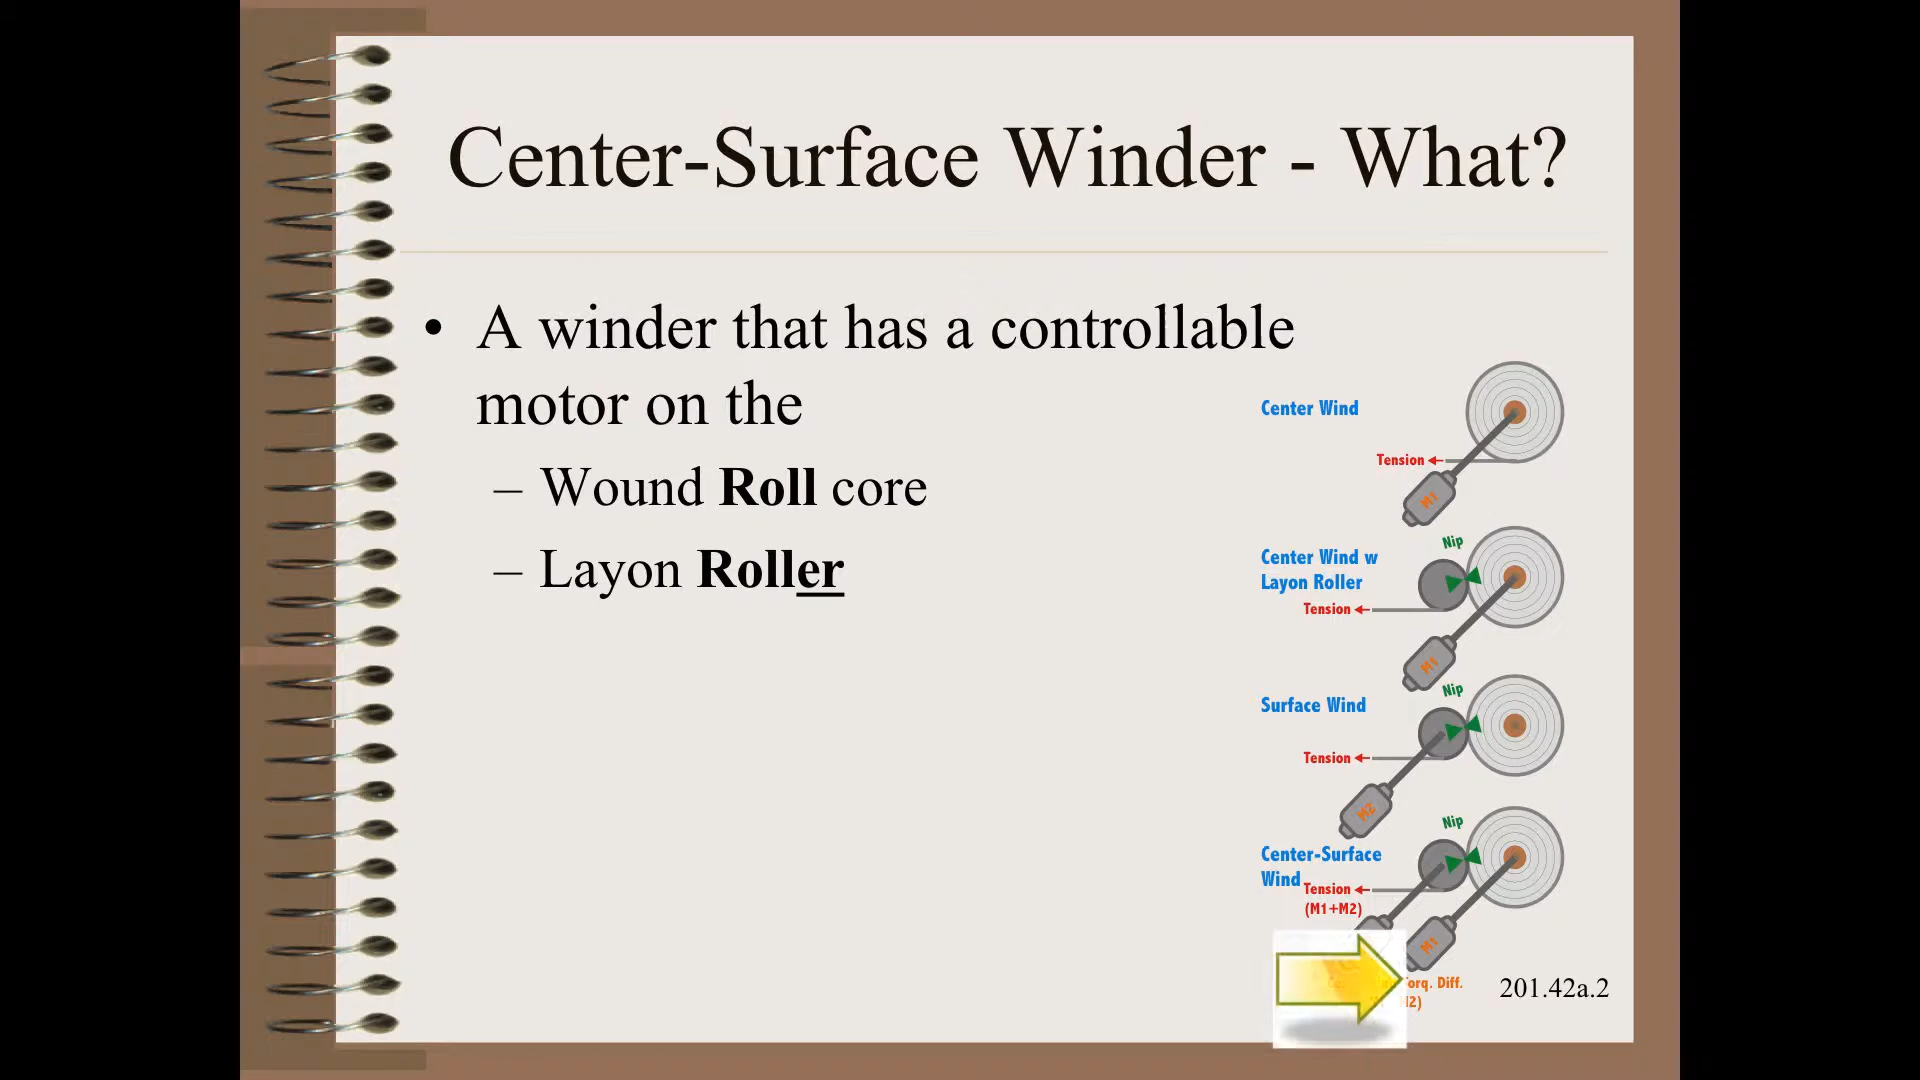 Center-Surface Winder - What?
• A winder that has a controllable
motor on the
– Wound Roll core
– Layon Roller
Center Wind
Tension
M1
Nip
Center Wind w
Layon Roller
Tension
M1
Nip
Surface Wind
Tension
M2
Nip
Center-Surface
Wind
Tension
(M1+M2)
M1
orq. Diff.
201.42a.2